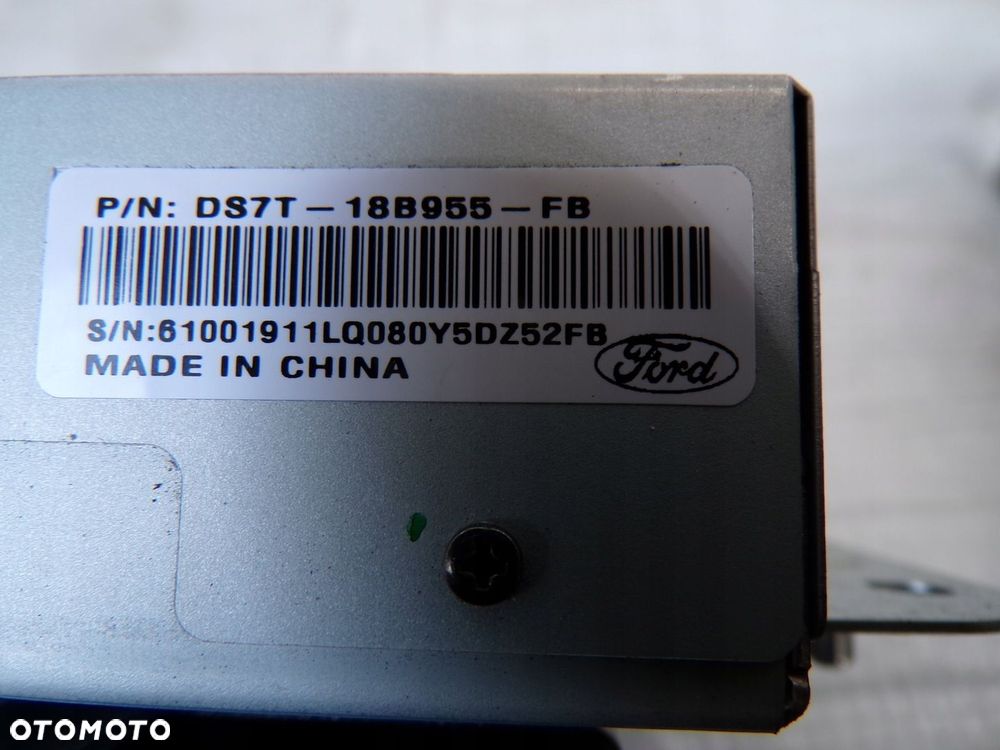 P/N: DS7T-18B955-FB
S/N:61001911LQ080Y5DZ52FB
MADE IN CHINA
Ford
OTOMOTO